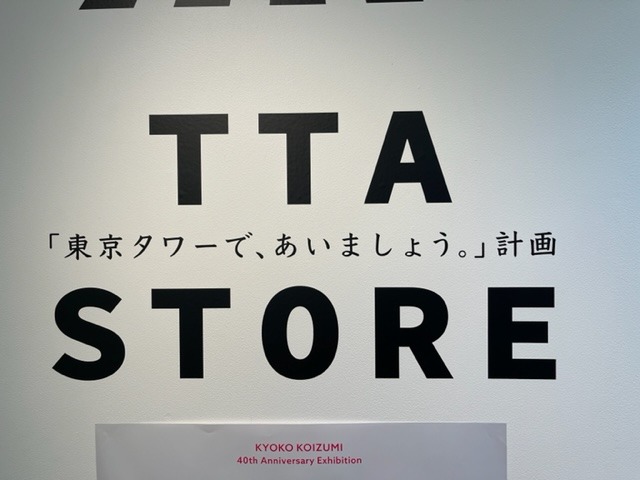 TTA
「東京タワーで、あいましょう。」計画
STORE
KYOKO KOIZUMI
40th Anniversary Exhibition